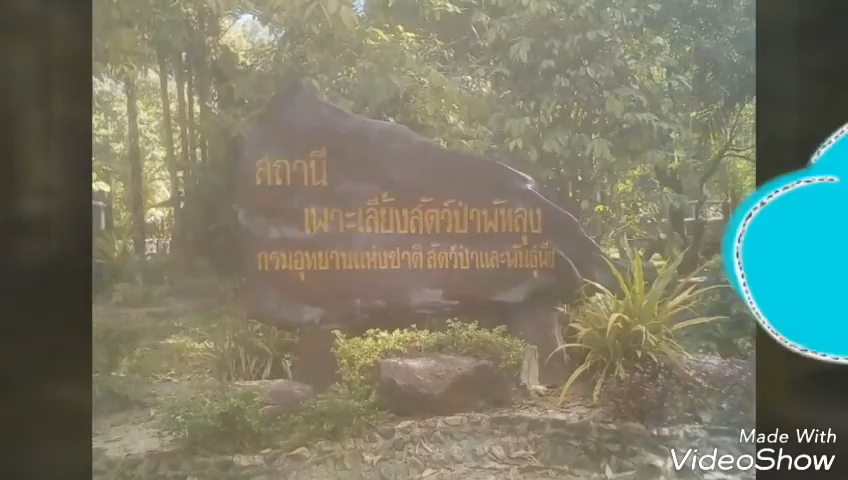 สถานี
เพาะเลี้ยงสัตว์ป่าพัทลุง
กรมอุทยานแห่งชาติ สัตว์ป่าและพันธุ์พืช
Made With
VideoShow